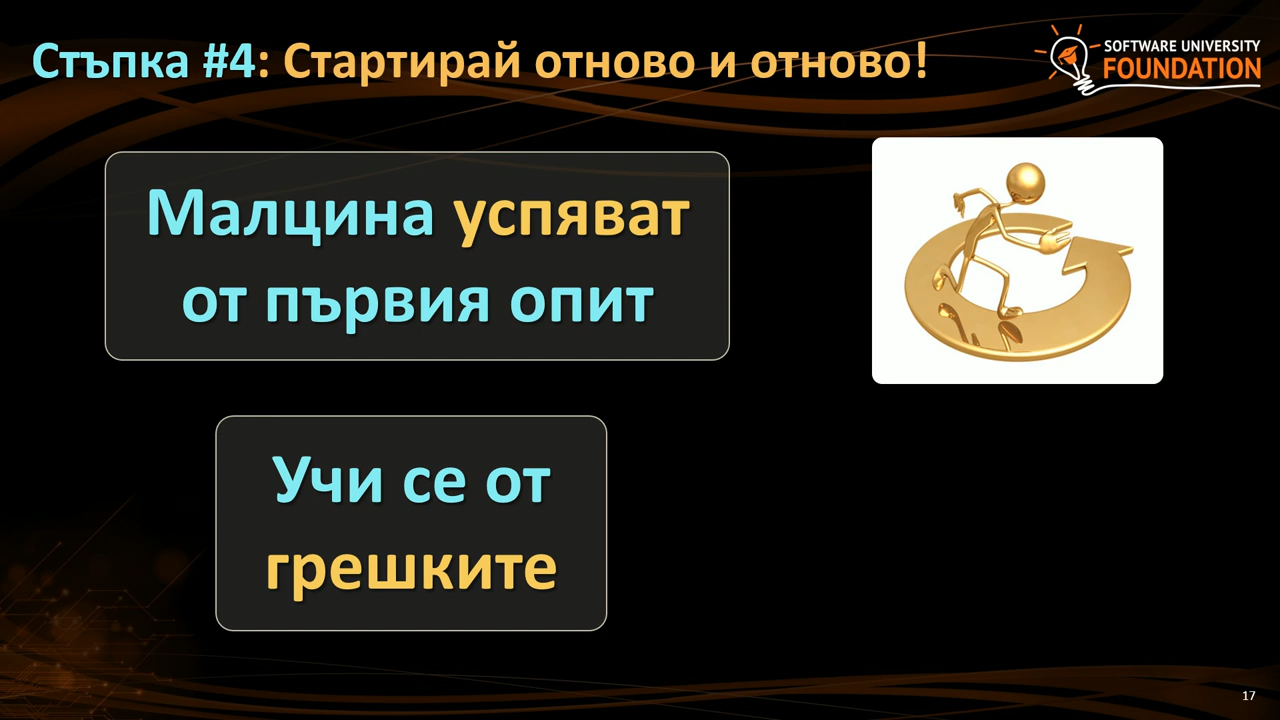 Стъпка #4: Стартирай отново и отново!
SOFTWARE UNIVERSITY
FOUNDATION
Малцина успяват
от първия опит
Учи се от
грешките
17